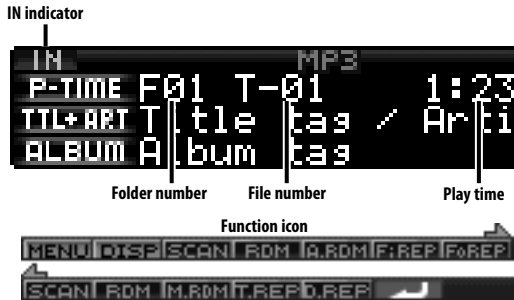 IN indicator
IN MP3
P-TIME F01 T-01 1:23
TTL+ART Title tag / Arti
ALBUM Album tag
Folder number File number Play time
Function icon
MENU DISP SCAN RDM A.RDM F:REP FoREP
SCAN RDM M.RDM T.REP D.REP